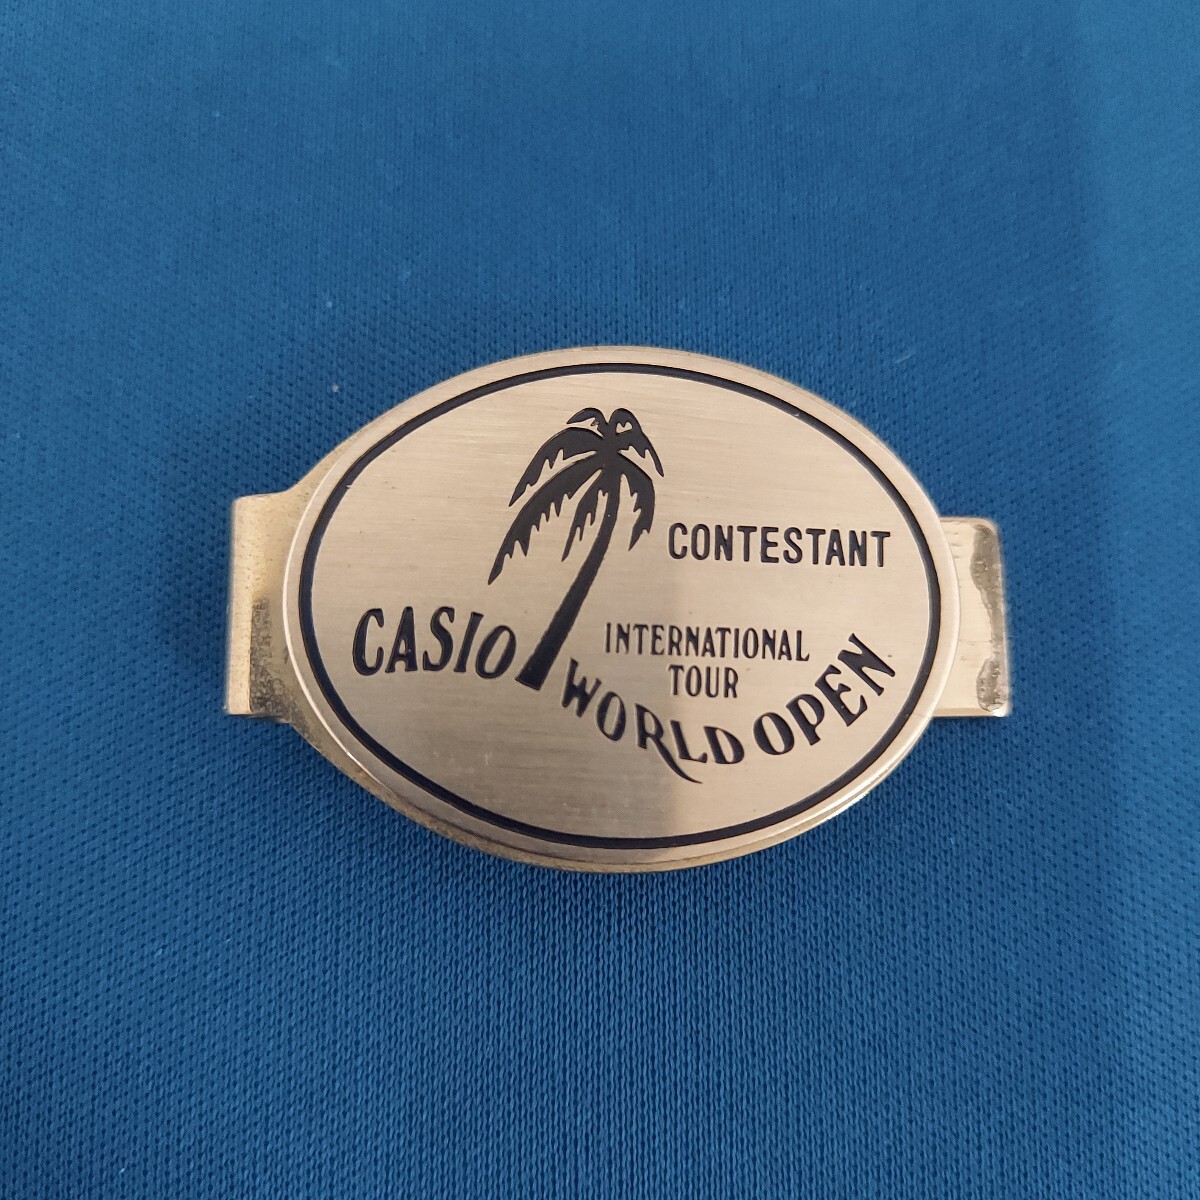 CONTESTANT
INTERNATIONAL
TOUR
CASIO WORLD OPEN